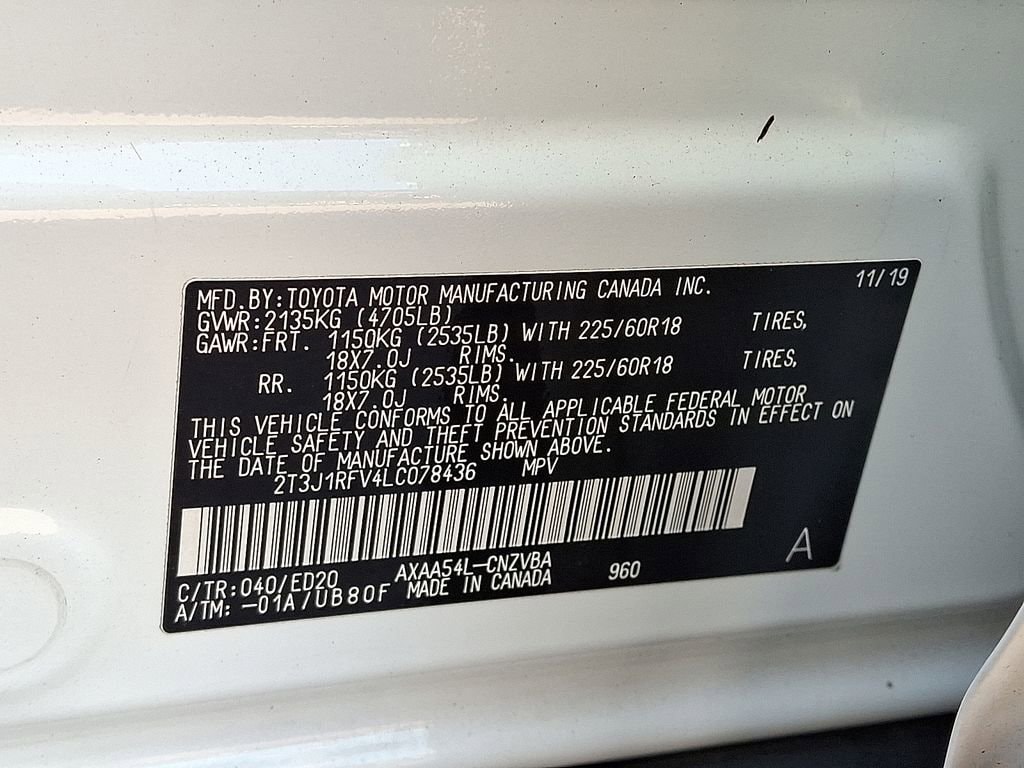 11/19
MFD.BY:TOYOTA MOTOR MANUFACTURING CANADA INC.
GVWR:2135KG (4705LB)
GAWR:FRT. 1150KG (2535LB) WITH 225/60R18 TIRES,
18X7.0J RIMS.
RR. 1150KG (2535LB) WITH 225/60R18 TIRES,
18X7.0J RIMS.
THIS VEHICLE CONFORMS TO ALL APPLICABLE FEDERAL MOTOR
VEHICLE SAFETY AND THEFT PREVENTION STANDARDS IN EFFECT ON
THE DATE OF MANUFACTURE SHOWN ABOVE.
2T3J1RFV4LC078436 MPV
C/TR:040/ED20 AXAA54L-CNZVBA 960 A
A/TM: -01A/UB80F MADE IN CANADA